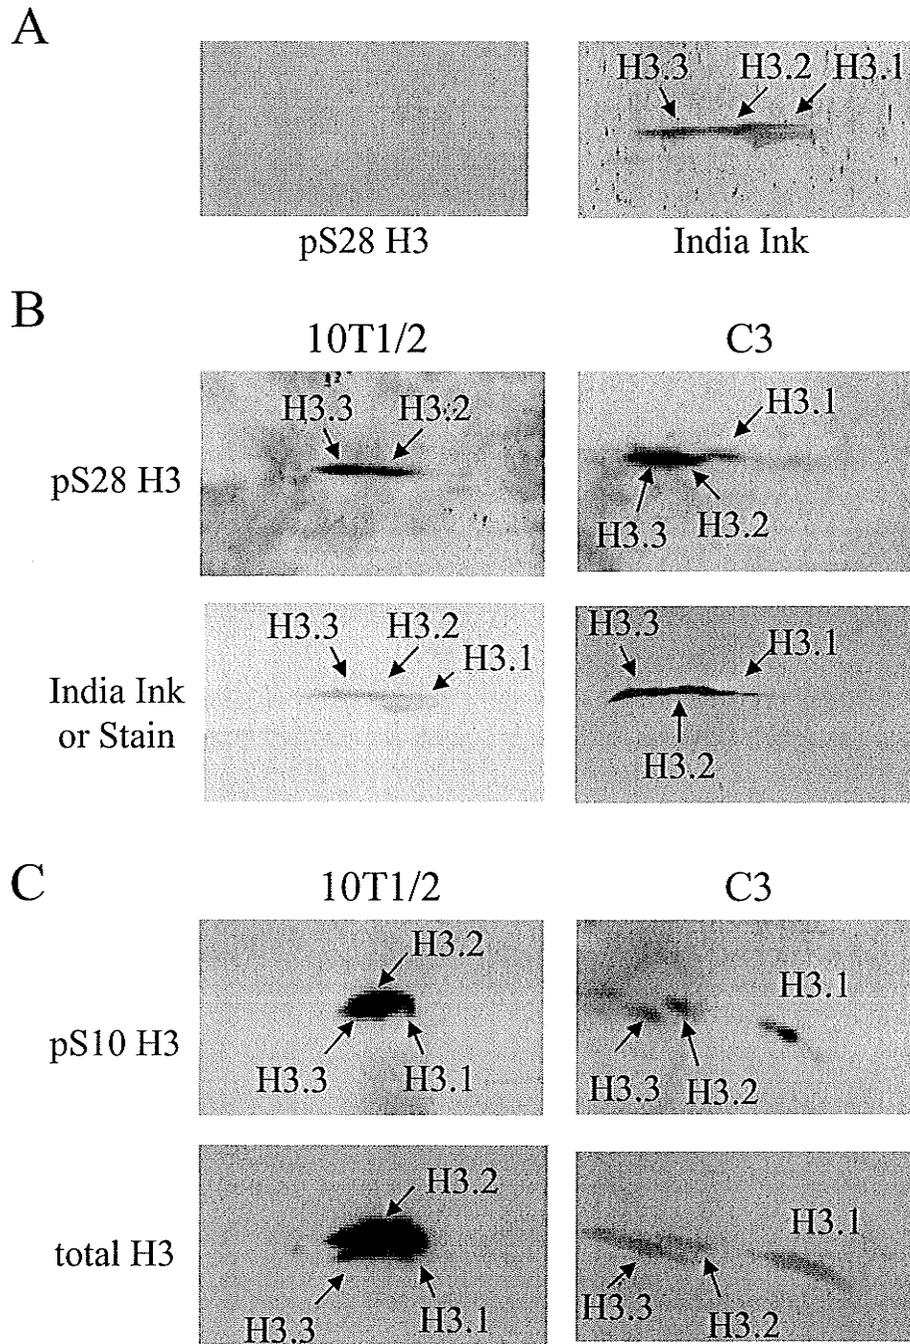 A
H3.3 H3.2 H3.1
pS28 H3 India Ink
B
10T1/2 C3
H3.3 H3.2 H3.1
pS28 H3
H3.3 H3.2
H3.3 H3.2 H3.1 H3.3 H3.1
India Ink
or Stain
H3.2
C
10T1/2 C3
H3.2 H3.1
pS10 H3
H3.3 H3.1 H3.3 H3.2
H3.2 H3.1
total H3
H3.3 H3.1 H3.3 H3.2